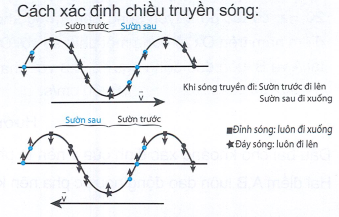 Cách xác định chiều truyền sóng:
Sườn trước Sườn sau
v
Khi sóng truyền đi: Sườn trước đi lên
Sườn sau đi xuống
Sườn sau Sườn trước
Đỉnh sóng: luôn đi xuống
Đáy sóng: luôn đi lên
v